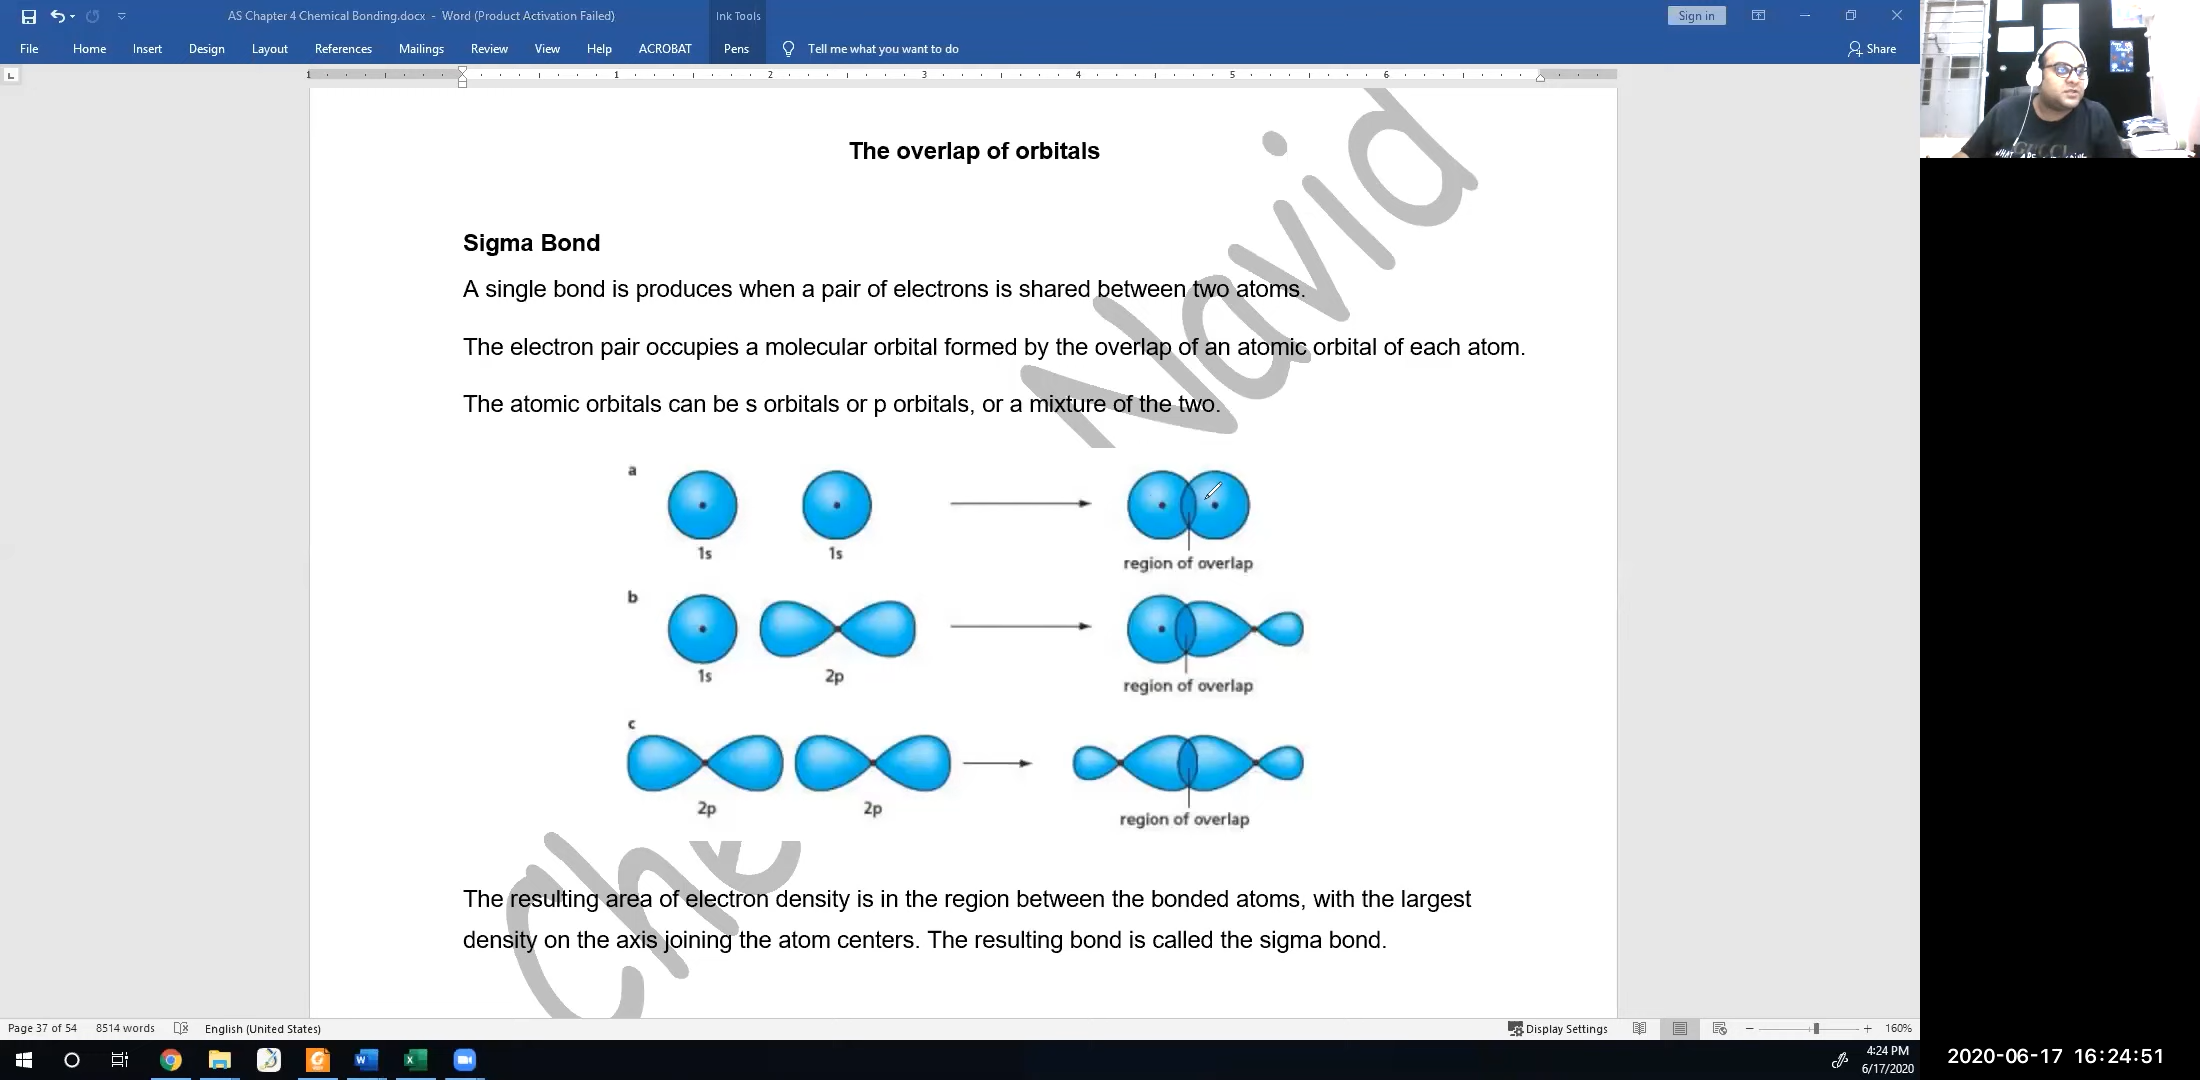 AS Chapter 4 Chemical Bonding.docx - Word (Product Activation Failed)
Ink Tools
Sign in
File Home Insert Design Layout References Mailings Review View Help ACROBAT Pens Tell me what you want to do
Share
1 1 2 3 4 5 6
The overlap of orbitals
Sigma Bond
A single bond is produces when a pair of electrons is shared between two atoms.
The electron pair occupies a molecular orbital formed by the overlap of an atomic orbital of each atom.
The atomic orbitals can be s orbitals or p orbitals, or a mixture of the two.
Navid
a
1s 1s
region of overlap
b
1s 2p
region of overlap
c
2p 2p
region of overlap
Che
The resulting area of electron density is in the region between the bonded atoms, with the largest
density on the axis joining the atom centers. The resulting bond is called the sigma bond.
Page 37 of 54 8514 words English (United States)
Display Settings
160%
4:24 PM
6/17/2020
2020-06-17 16:24:51